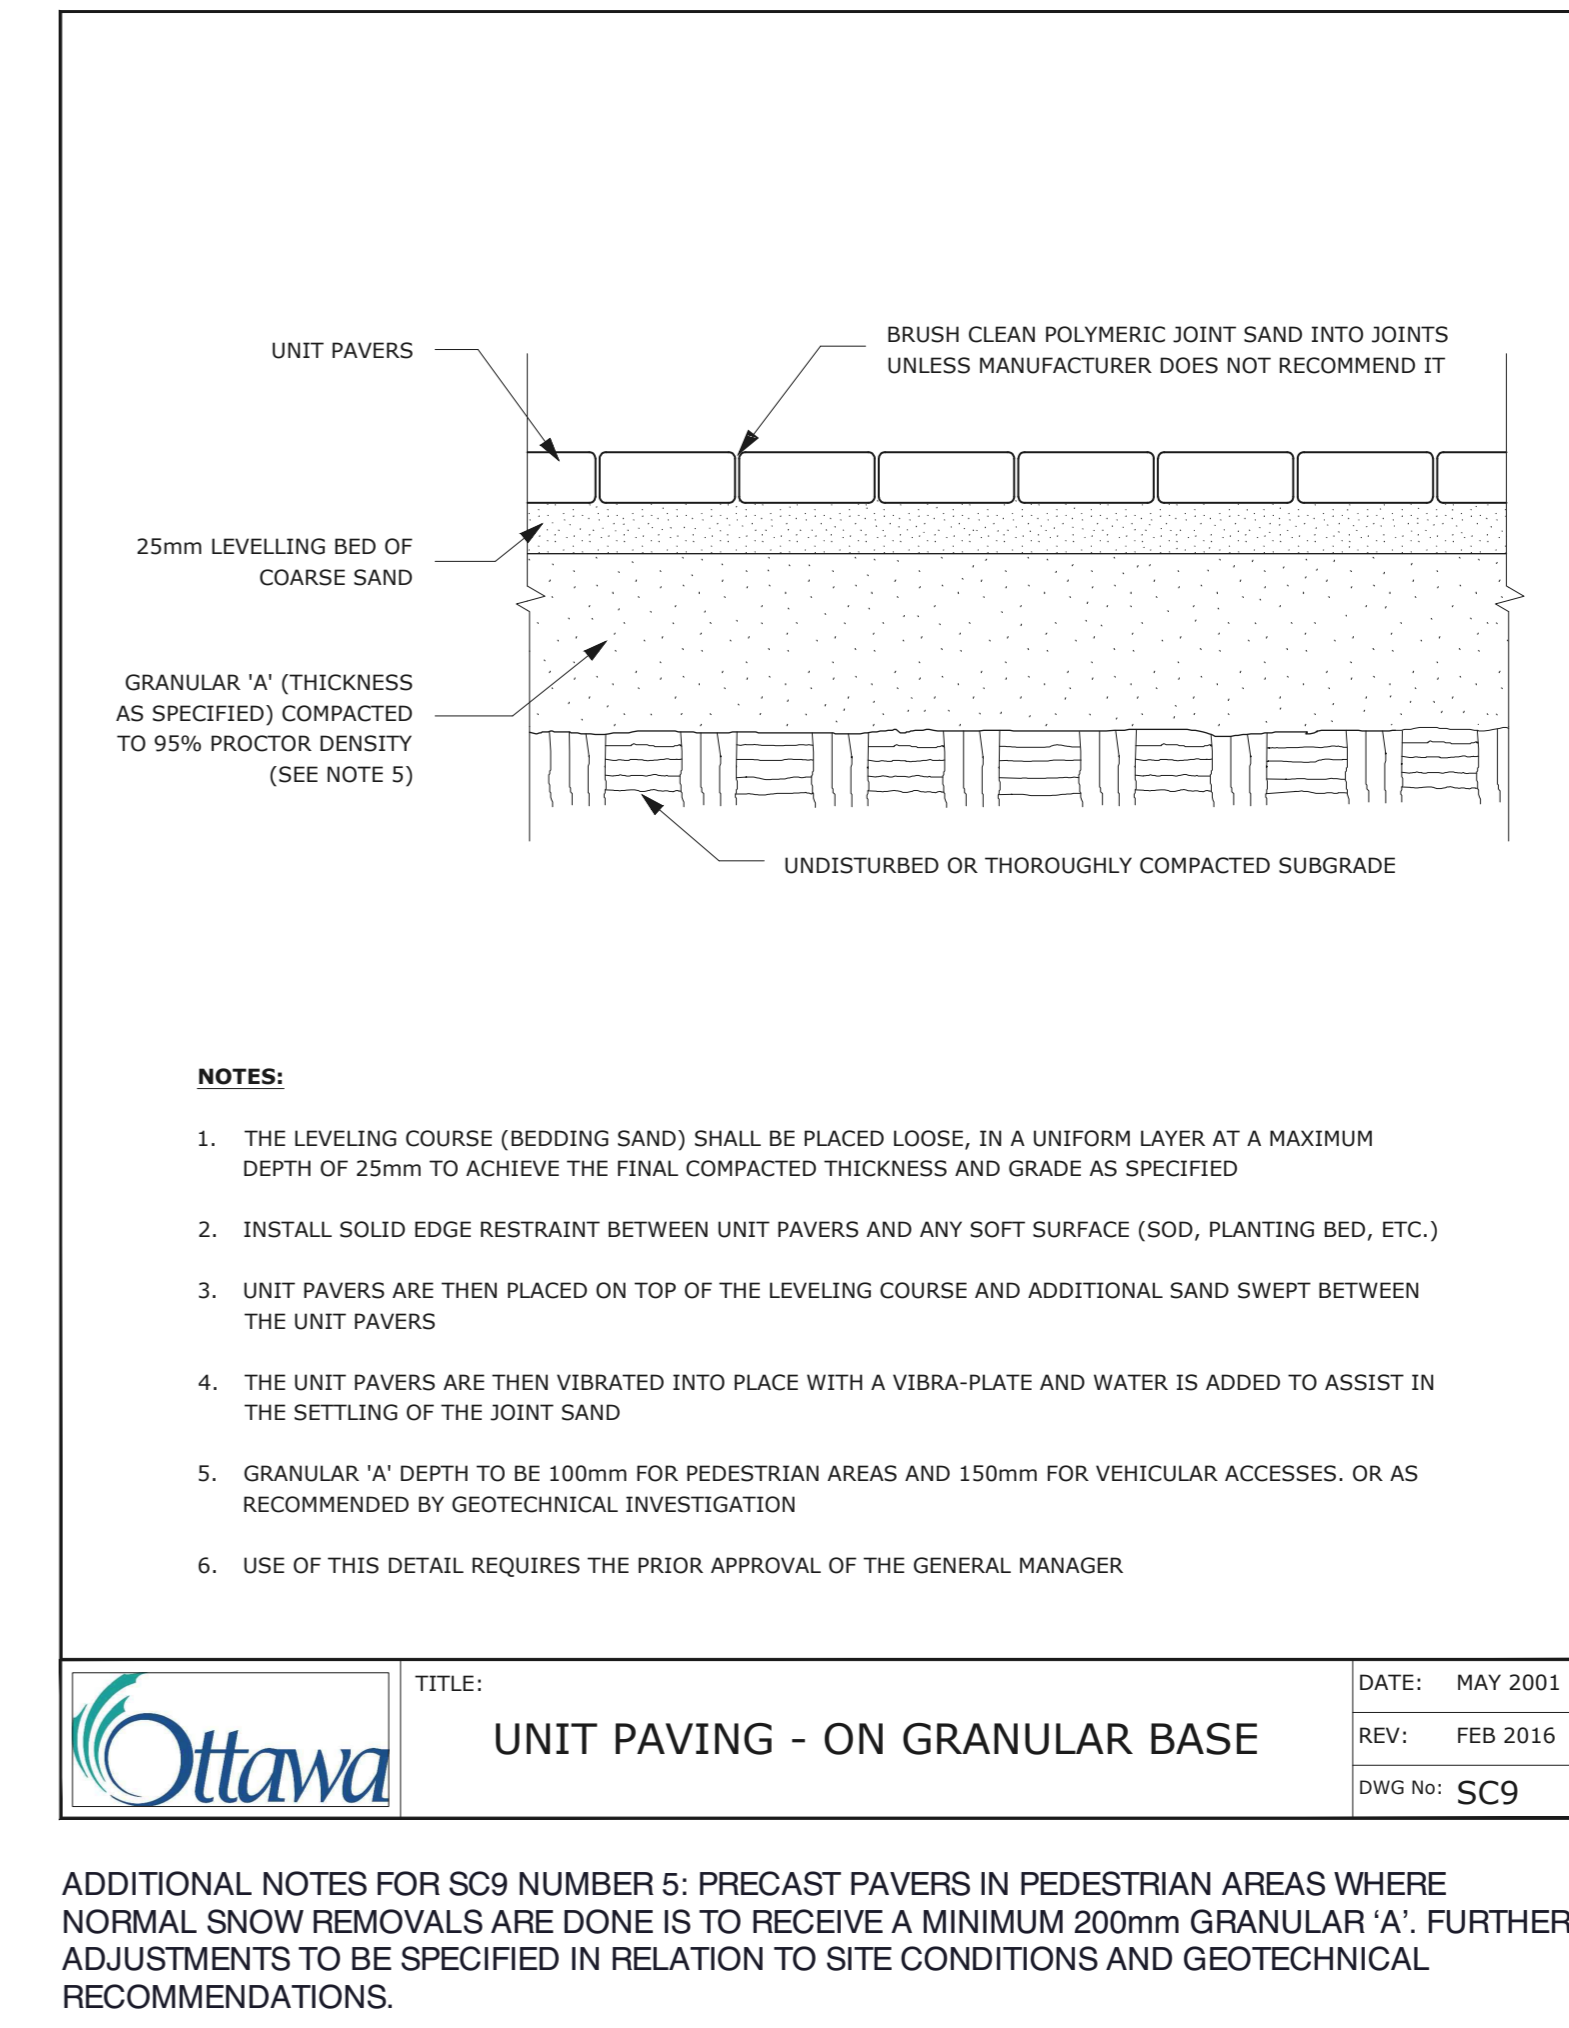 UNIT PAVERS
BRUSH CLEAN POLYMERIC JOINT SAND INTO JOINTS
UNLESS MANUFACTURER DOES NOT RECOMMEND IT
25mm LEVELLING BED OF
COARSE SAND
GRANULAR 'A' (THICKNESS
AS SPECIFIED) COMPACTED
TO 95% PROCTOR DENSITY
(SEE NOTE 5)
UNDISTURBED OR THOROUGHLY COMPACTED SUBGRADE
NOTES:
1. THE LEVELING COURSE (BEDDING SAND) SHALL BE PLACED LOOSE, IN A UNIFORM LAYER AT A MAXIMUM
DEPTH OF 25mm TO ACHIEVE THE FINAL COMPACTED THICKNESS AND GRADE AS SPECIFIED
2. INSTALL SOLID EDGE RESTRAINT BETWEEN UNIT PAVERS AND ANY SOFT SURFACE (SOD, PLANTING BED, ETC.)
3. UNIT PAVERS ARE THEN PLACED ON TOP OF THE LEVELING COURSE AND ADDITIONAL SAND SWEPT BETWEEN
THE UNIT PAVERS
4. THE UNIT PAVERS ARE THEN VIBRATED INTO PLACE WITH A VIBRA-PLATE AND WATER IS ADDED TO ASSIST IN
THE SETTLING OF THE JOINT SAND
5. GRANULAR 'A' DEPTH TO BE 100mm FOR PEDESTRIAN AREAS AND 150mm FOR VEHICULAR ACCESSES. OR AS
RECOMMENDED BY GEOTECHNICAL INVESTIGATION
6. USE OF THIS DETAIL REQUIRES THE PRIOR APPROVAL OF THE GENERAL MANAGER
Ottawa
TITLE:
UNIT PAVING - ON GRANULAR BASE
DATE: MAY 2001
REV: FEB 2016
DWG No: SC9
ADDITIONAL NOTES FOR SC9 NUMBER 5: PRECAST PAVERS IN PEDESTRIAN AREAS WHERE
NORMAL SNOW REMOVALS ARE DONE IS TO RECEIVE A MINIMUM 200mm GRANULAR ‘A’. FURTHER
ADJUSTMENTS TO BE SPECIFIED IN RELATION TO SITE CONDITIONS AND GEOTECHNICAL
RECOMMENDATIONS.